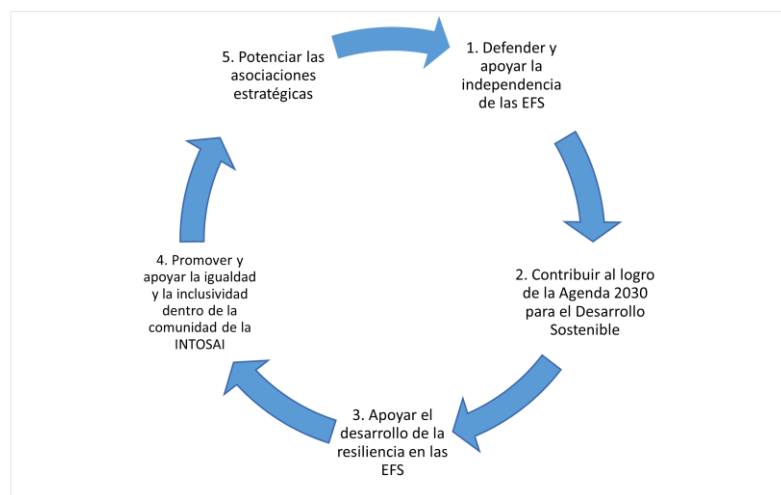 1. Defender y
apoyar la
independencia
de las EFS
2. Contribuir al logro
de la Agenda 2030
para el Desarrollo
Sostenible
3. Apoyar el
desarrollo de la
resiliencia en las
EFS
4. Promover y
apoyar la igualdad
y la inclusividad
dentro de la
comunidad de la
INTOSAI
5. Potenciar las
asociaciones
estratégicas